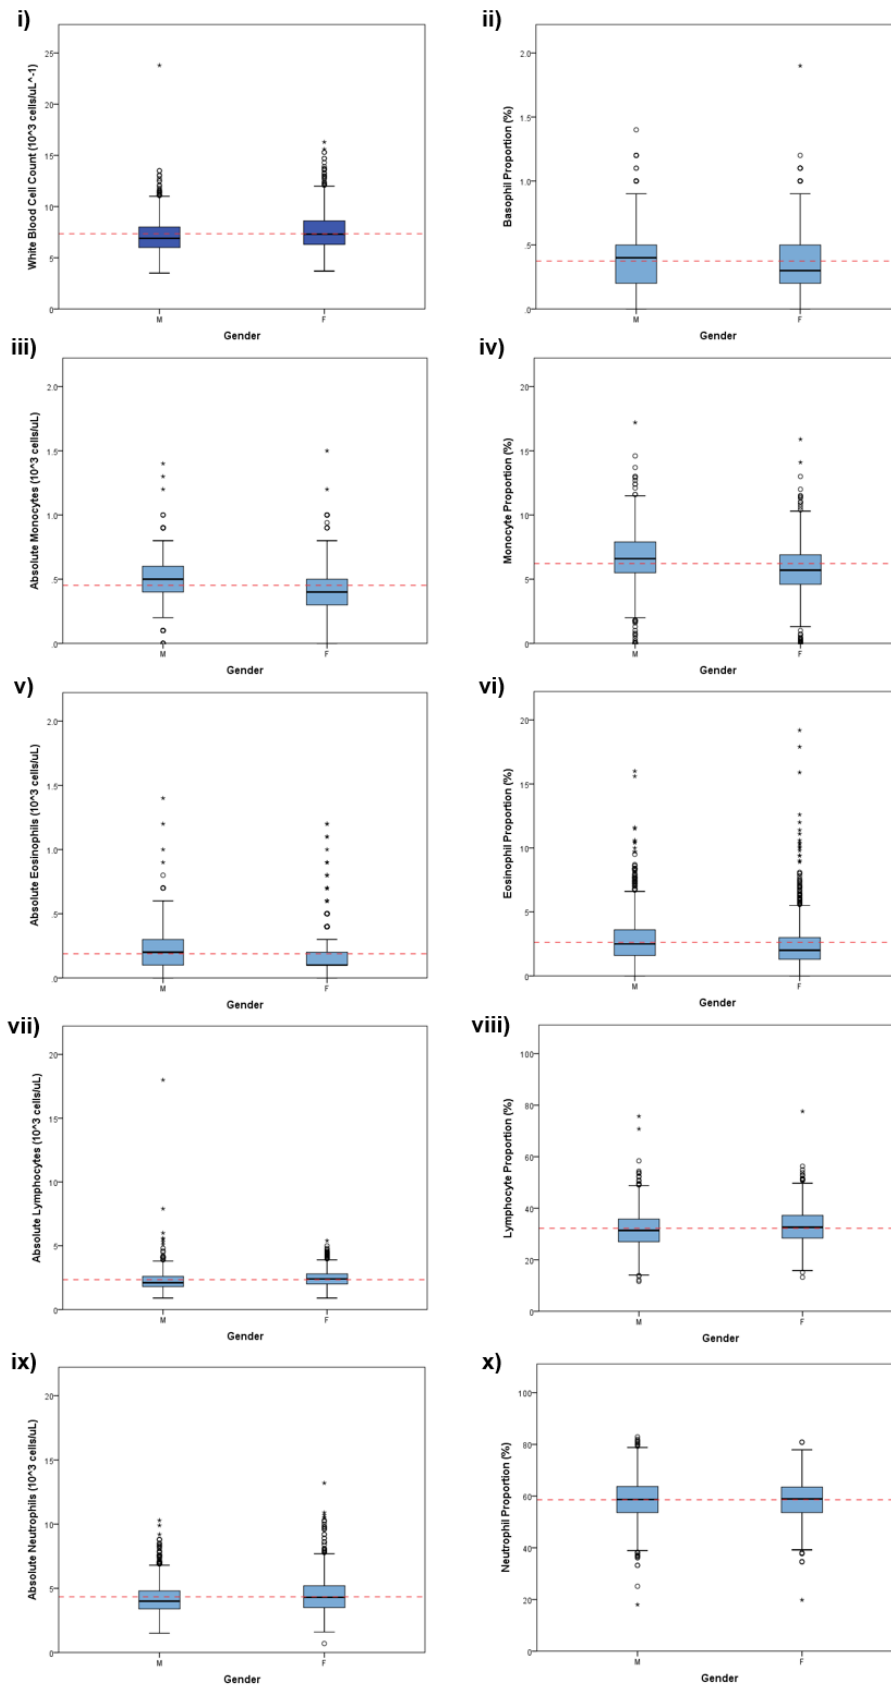 i)
White Blood Cell Count (10^3 cells/uL^-1)
25
20
15
10
5
0
M
F
Gender
ii)
Basophil Proportion (%)
2.0
1.5
1.0
.5
.0
M
F
Gender
iii)
Absolute Monocytes (10^3 cells/uL)
2.0
1.5
1.0
.5
.0
M
F
Gender
iv)
Monocyte Proportion (%)
20
15
10
5
0
M
F
Gender
v)
Absolute Eosinophils (10^3 cells/uL)
2.0
1.5
1.0
.5
.0
M
F
Gender
vi)
Eosinophil Proportion (%)
20
15
10
5
0
M
F
Gender
vii)
Absolute Lymphocytes (10^3 cells/uL)
20
15
10
5
0
M
F
Gender
viii)
Lymphocyte Proportion (%)
100
80
60
40
20
0
M
F
Gender
ix)
Absolute Neutrophils (10^3 cells/uL)
20
15
10
5
0
M
F
Gender
x)
Neutrophil Proportion (%)
100
80
60
40
20
0
M
F
Gender